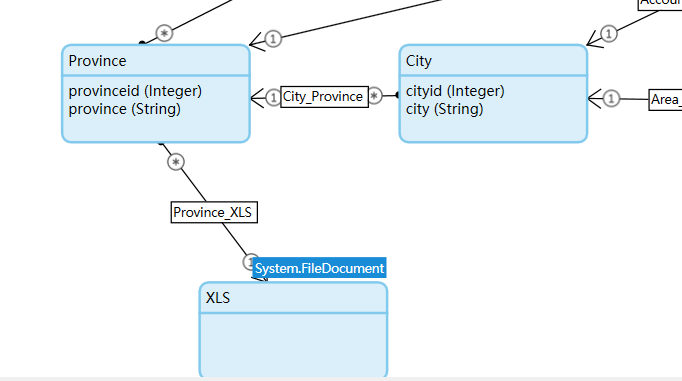 Accoun
*
1
1
Province
provinceid (Integer)
province (String)
1
City_Province
*
City
cityid (Integer)
city (String)
1
Area_
*
Province_XLS
1
System.FileDocument
XLS